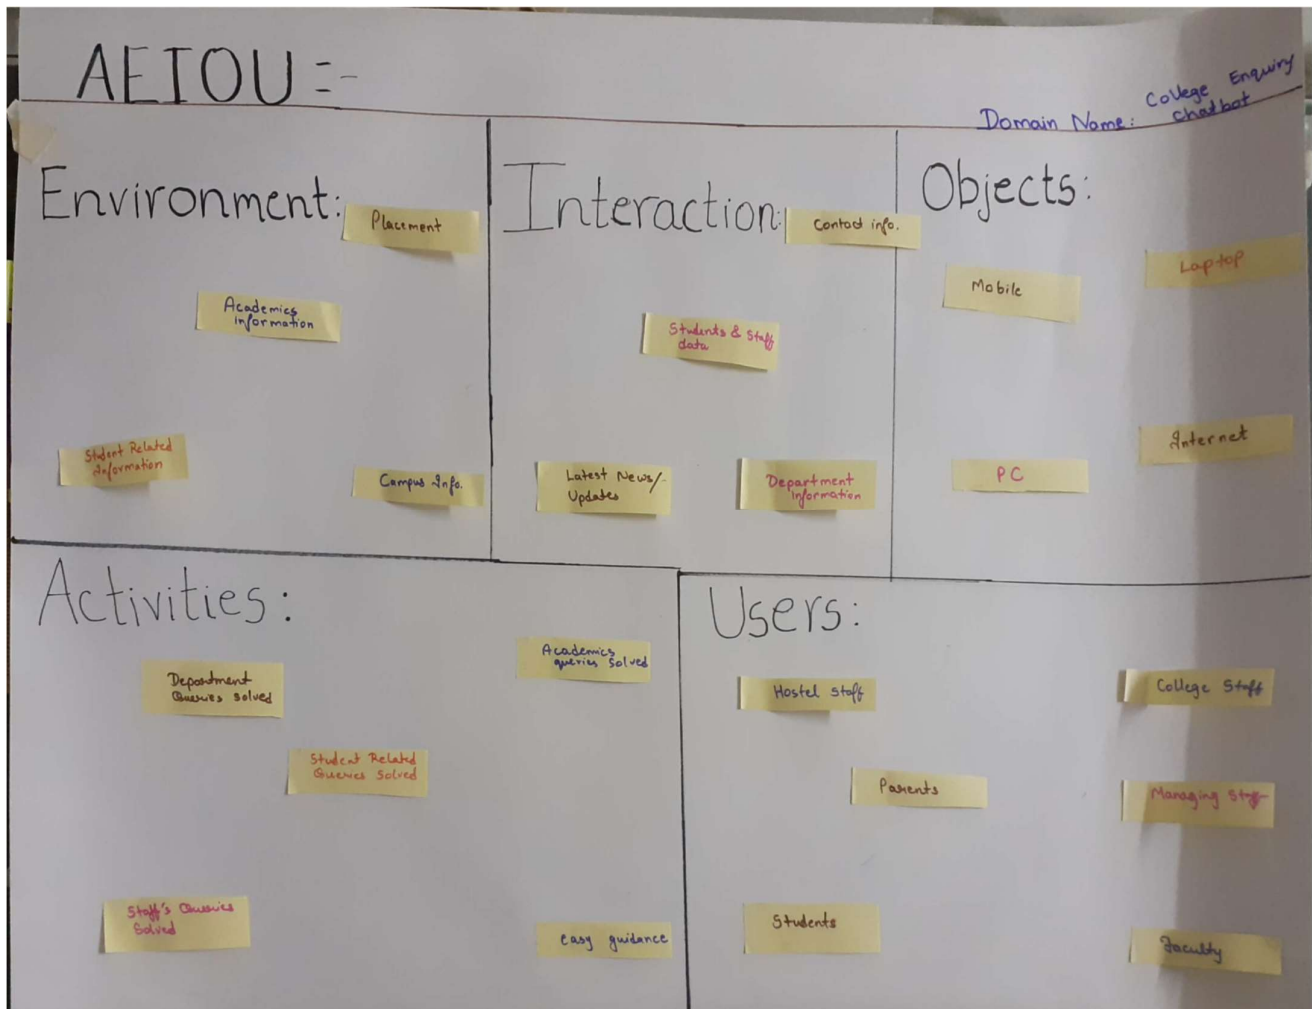 AEIOU :-
Domain Name: College Enquiry
Chatbot
Environment:
Placement
Academics
information
Student Related
Information
Campus Info.
Interaction:
Contact info.
Students & Staff
data
Latest News/-
Updates
Department
information
Objects:
Laptop
Mobile
Internet
PC
Activities:
Academics
queries solved
Department
Queries solved
Student Related
Queries Solved
Staff's Queries
Solved
easy guidance
Users:
Hostel Staff
College Staff
Parents
Managing Staff
Students
Faculty